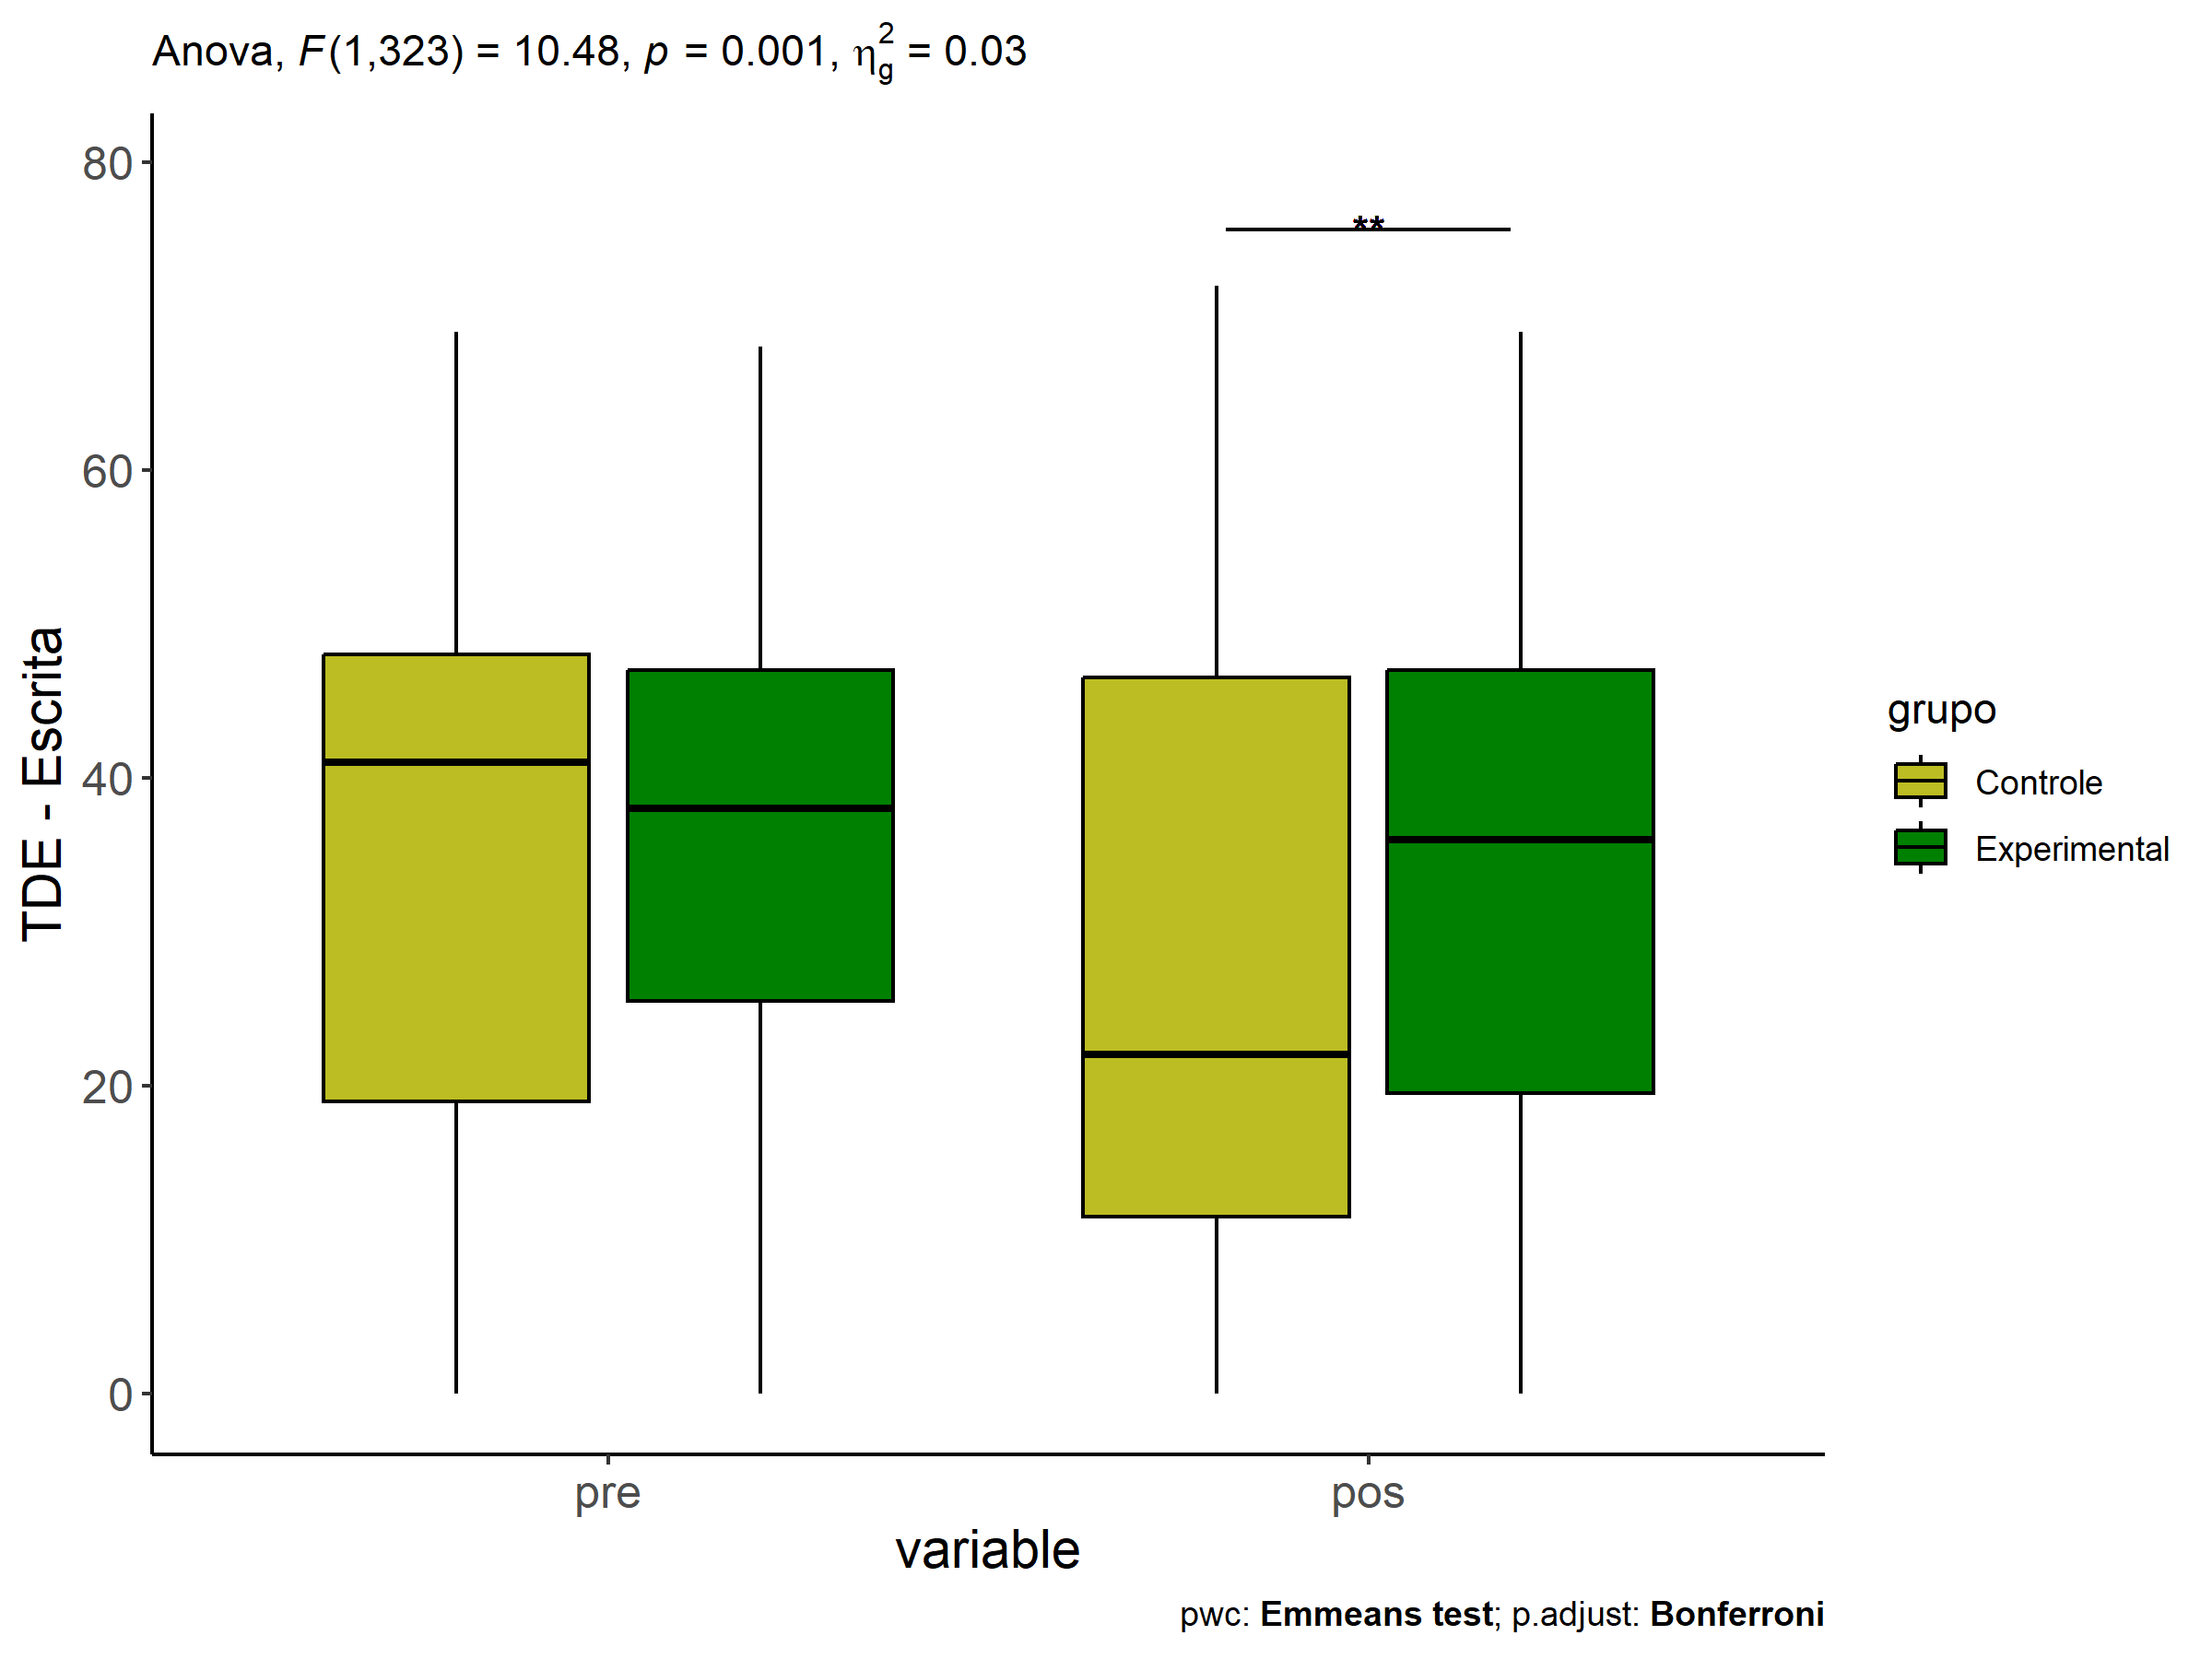 Anova, F(1,323) = 10.48, p = 0.001, η²g = 0.03
80
60
40
20
0
TDE - Escrita
**
pre
pos
variable
grupo
Controle
Experimental
pwc: Emmeans test; p.adjust: Bonferroni